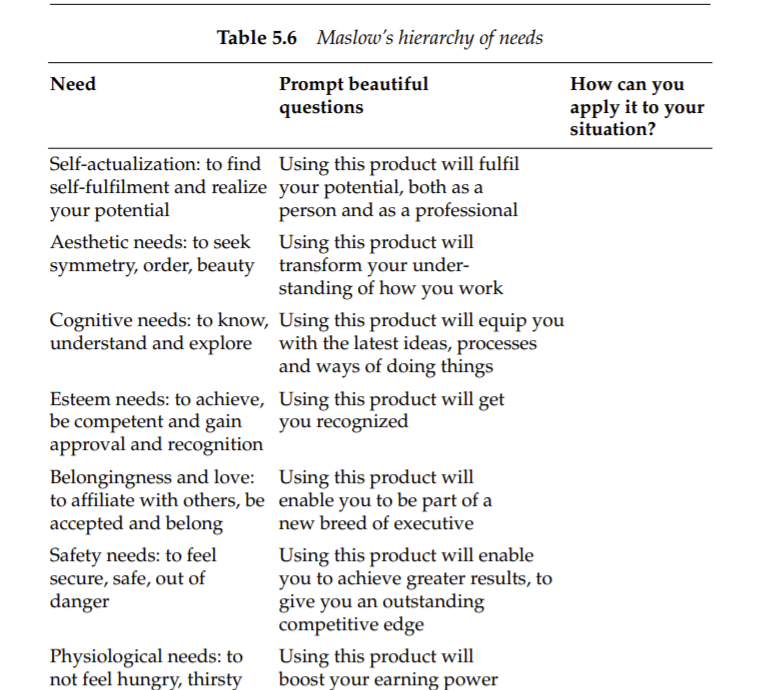 Table 5.6 Maslow's hierarchy of needs
Need
Prompt beautiful
questions
How can you
apply it to your
situation?
Self-actualization: to find
self-fulfilment and realize
your potential
Using this product will fulfil
your potential, both as a
person and as a professional
Aesthetic needs: to seek
symmetry, order, beauty
Using this product will
transform your under-
standing of how you work
Cognitive needs: to know,
understand and explore
Using this product will equip you
with the latest ideas, processes
and ways of doing things
Esteem needs: to achieve,
be competent and gain
approval and recognition
Using this product will get
you recognized
Belongingness and love:
to affiliate with others, be
accepted and belong
Using this product will
enable you to be part of a
new breed of executive
Safety needs: to feel
secure, safe, out of
danger
Using this product will enable
you to achieve greater results, to
give you an outstanding
competitive edge
Physiological needs: to
not feel hungry, thirsty
Using this product will
boost your earning power